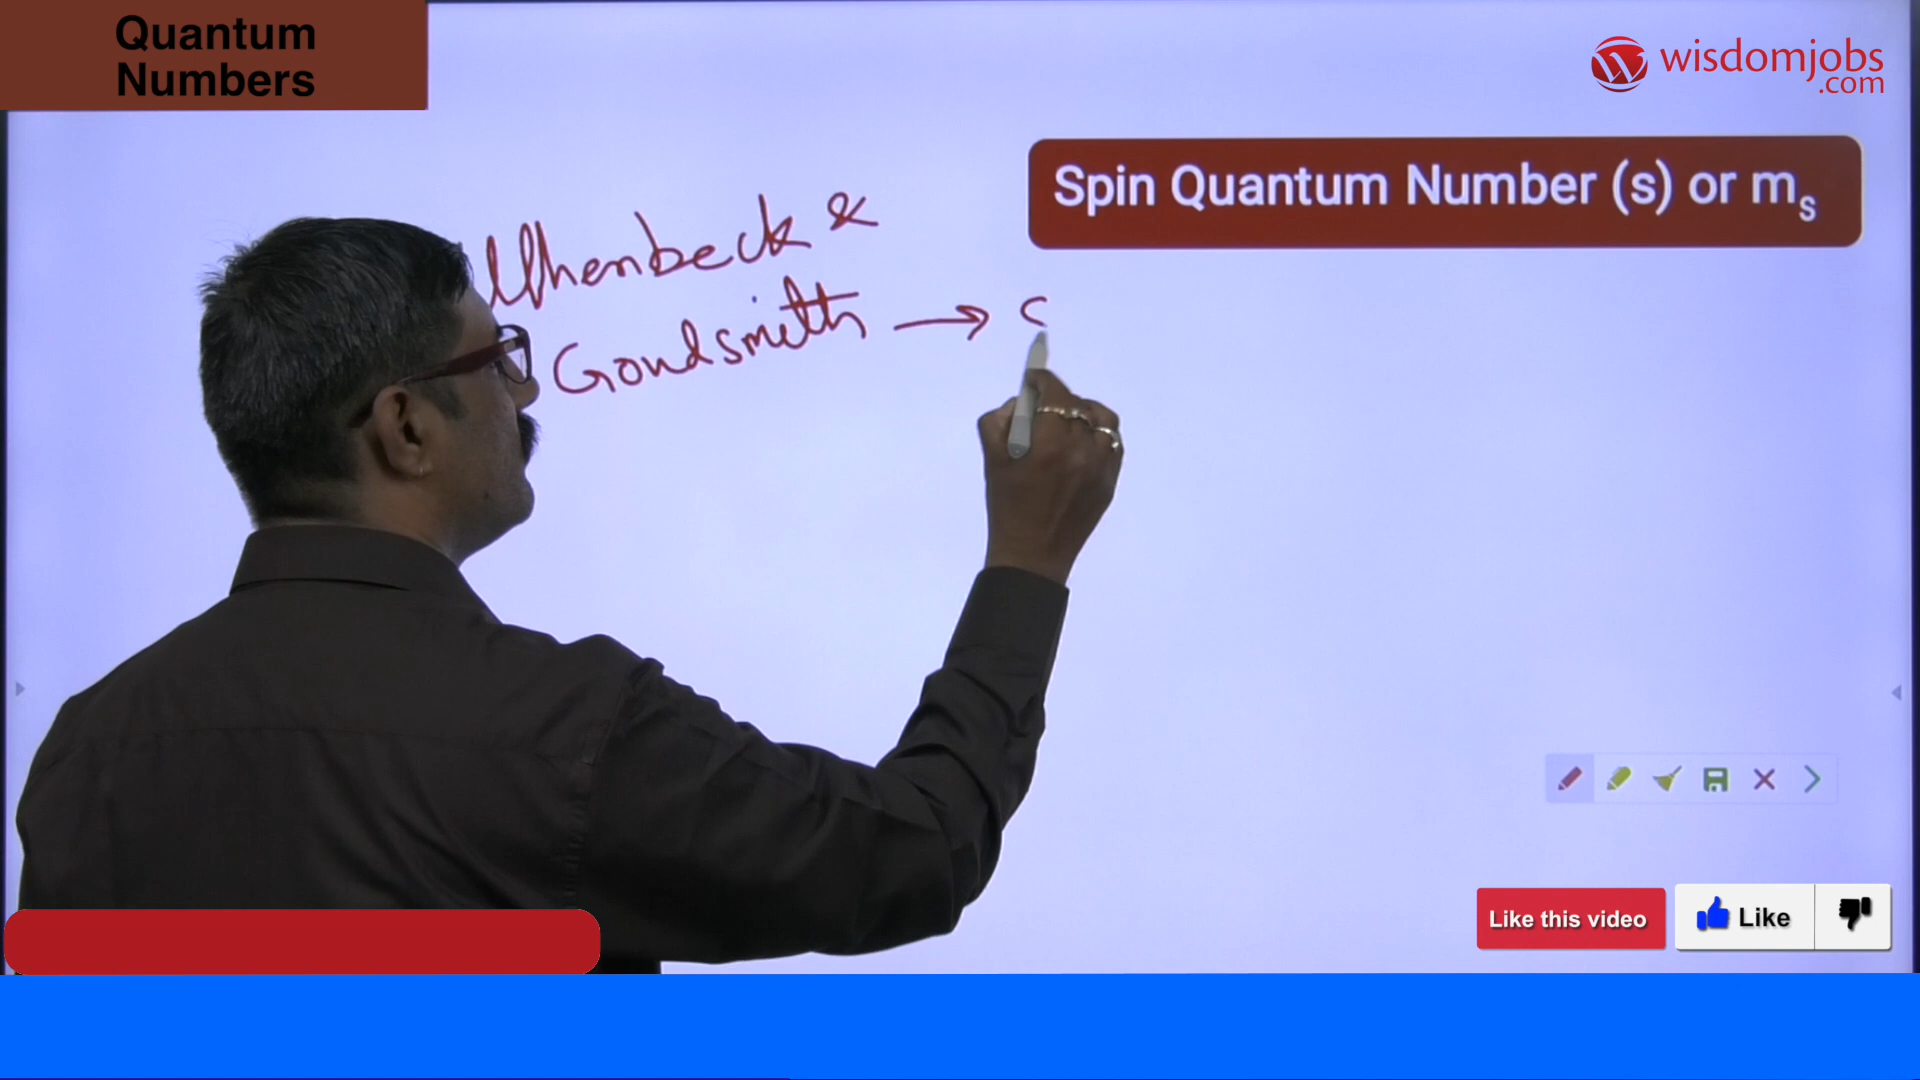 Quantum
Numbers
wisdomjobs
.com
Spin Quantum Number (s) or ms
Uhenbeck &
Goudsmith → s
Like this video
Like